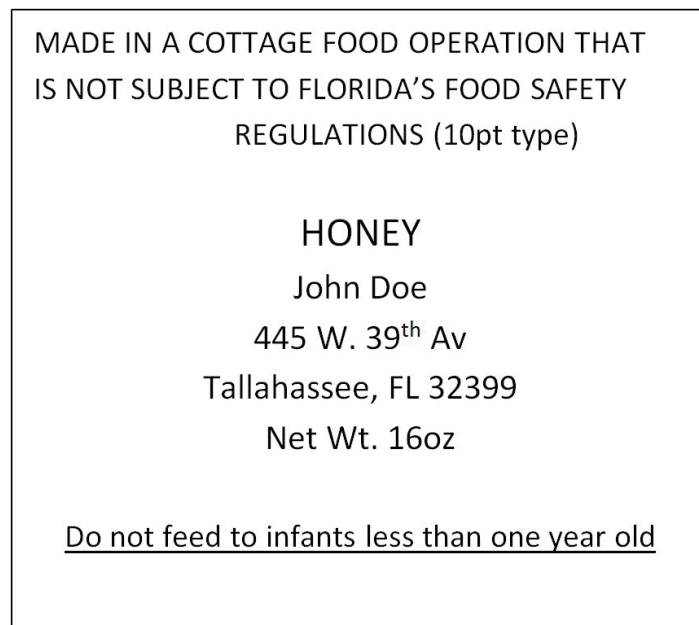 MADE IN A COTTAGE FOOD OPERATION THAT
IS NOT SUBJECT TO FLORIDA’S FOOD SAFETY
REGULATIONS (10pt type)
HONEY
John Doe
445 W. 39th Av
Tallahassee, FL 32399
Net Wt. 16oz
Do not feed to infants less than one year old